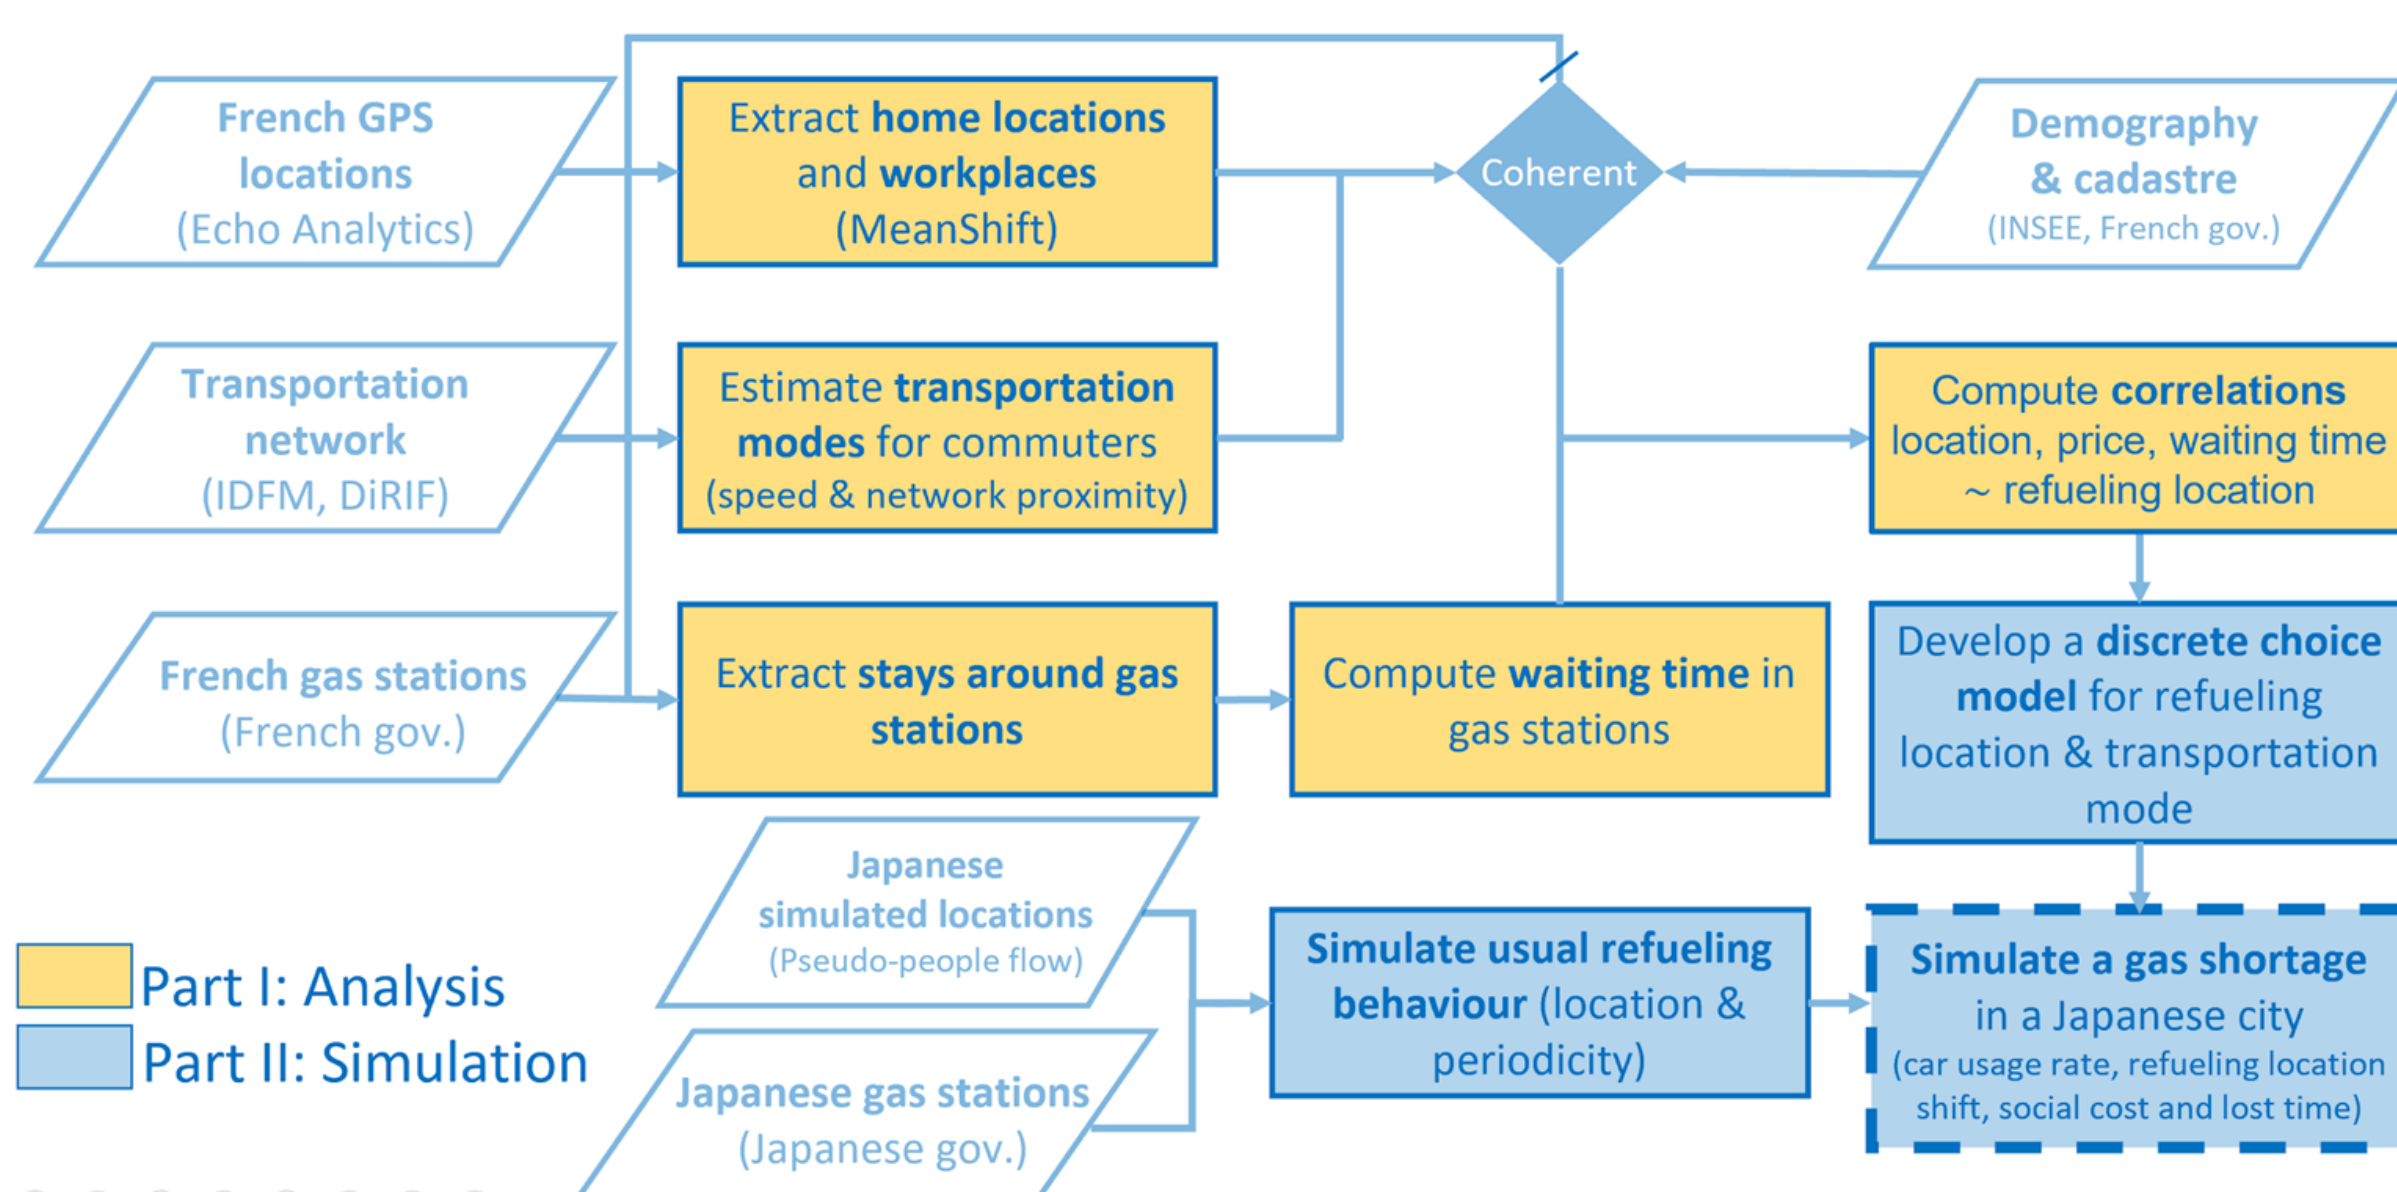 French GPS
locations
(Echo Analytics)
Extract home locations
and workplaces
(MeanShift)
Coherent
Demography
& cadastre
(INSEE, French gov.)
Transportation
network
(IDFM, DiRIF)
Estimate transportation
modes for commuters
(speed & network proximity)
Compute correlations
location, price, waiting time
~ refueling location
French gas stations
(French gov.)
Extract stays around gas
stations
Compute waiting time in
gas stations
Develop a discrete choice
model for refueling
location & transportation
mode
Japanese
simulated locations
(Pseudo-people flow)
Japanese gas stations
(Japanese gov.)
Simulate usual refueling
behaviour (location &
periodicity)
Simulate a gas shortage
in a Japanese city
(car usage rate, refueling location
shift, social cost and lost time)
Part I: Analysis
Part II: Simulation